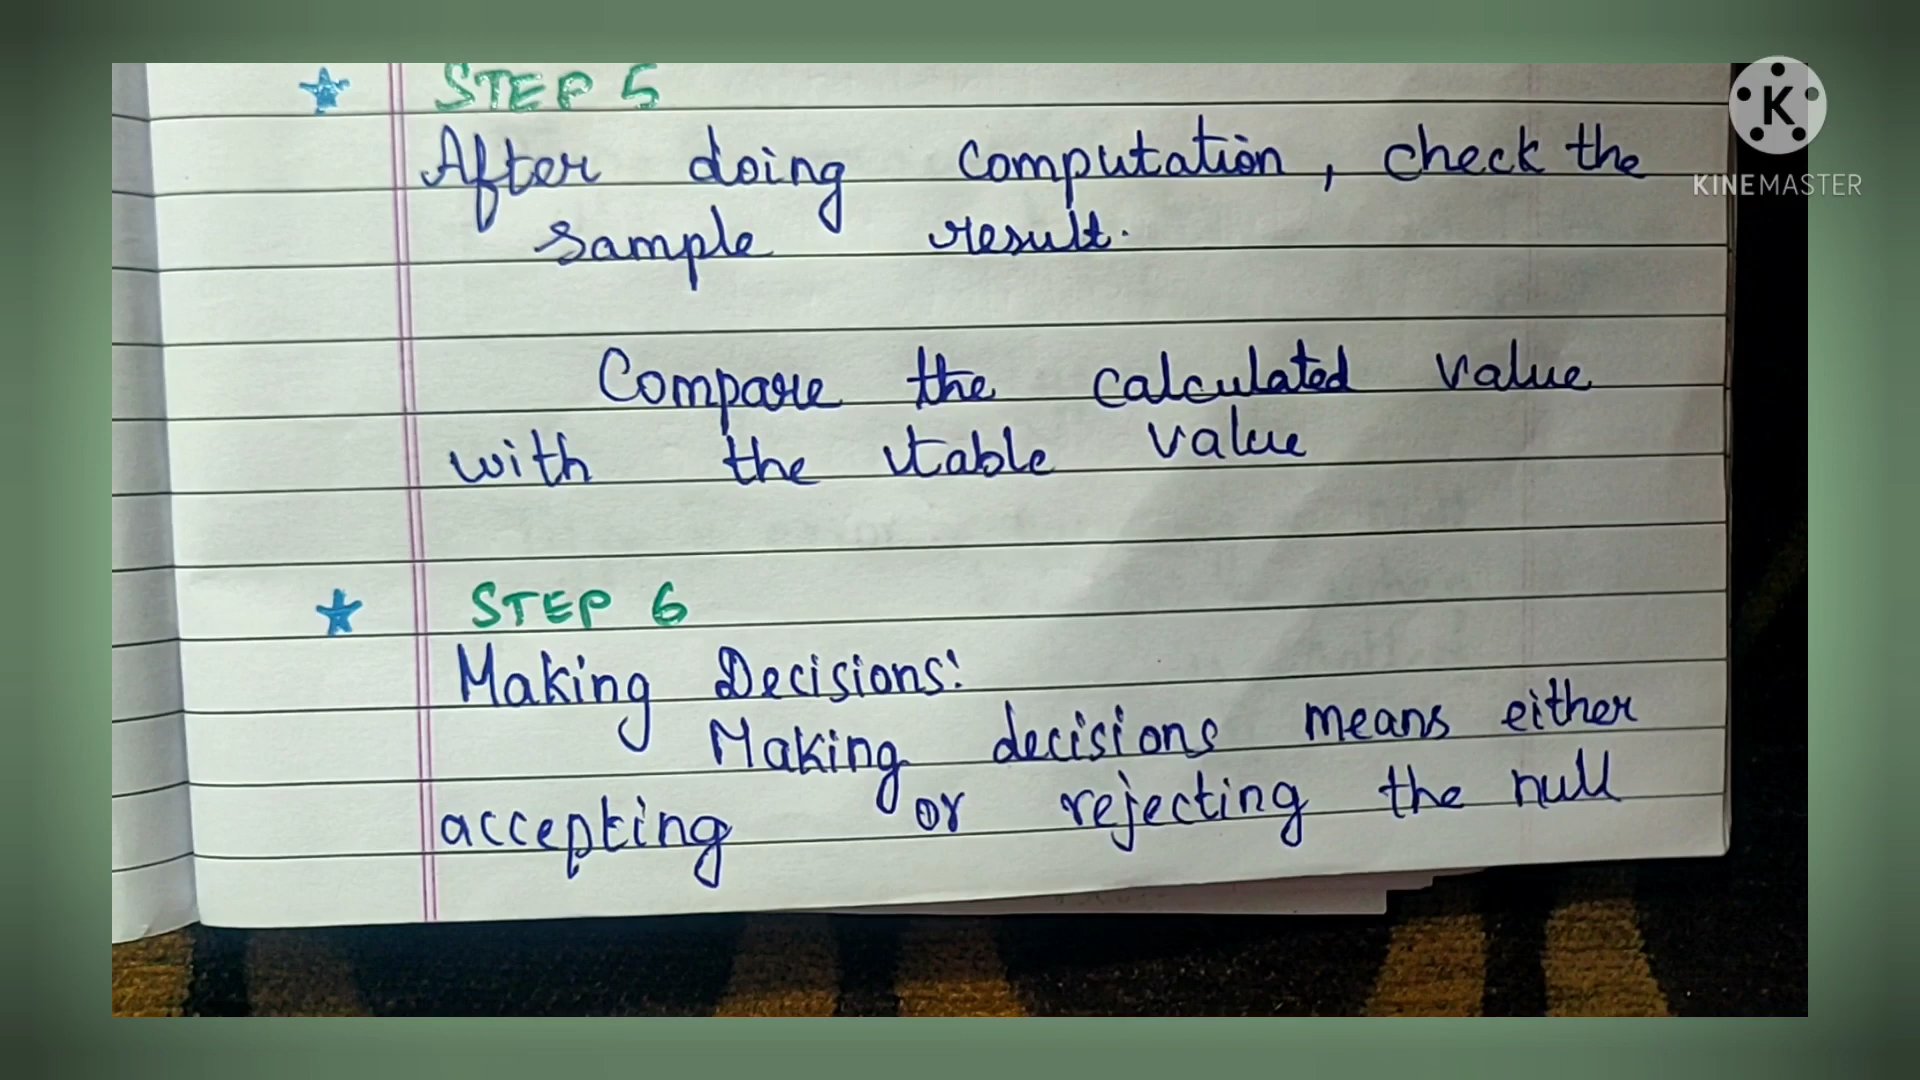 STEP 5
After doing computation, check the
sample result.
Compare the calculated value
with the table value
STEP 6
Making Decisions:
Making decisions means either
accepting or rejecting the null
K
KINEMASTER